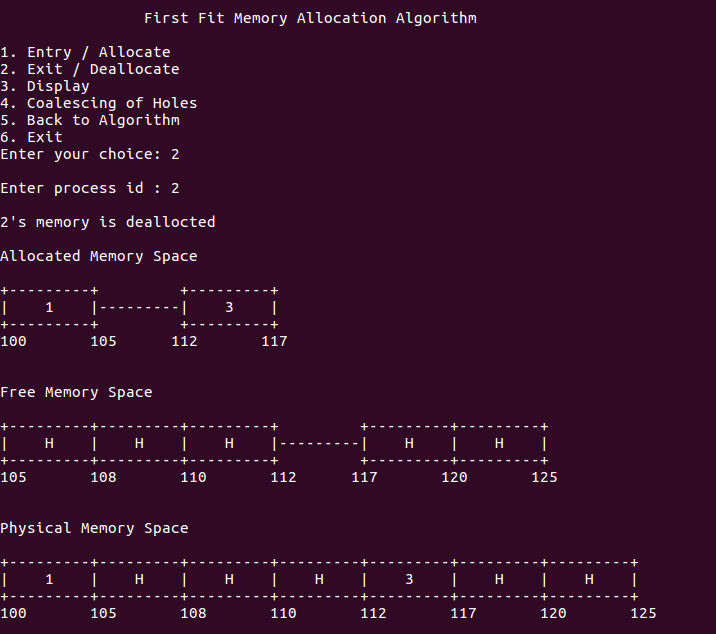 First Fit Memory Allocation Algorithm
1. Entry / Allocate
2. Exit / Deallocate
3. Display
4. Coalescing of Holes
5. Back to Algorithm
6. Exit
Enter your choice: 2
Enter process id : 2
2's memory is deallocted
Allocated Memory Space
+---------+         +---------+
|    1    |---------|    3    |
+---------+         +---------+
100       105      112       117
Free Memory Space
+---------+---------+---------+         +---------+---------+
|    H    |    H    |    H    |---------|    H    |    H    |
+---------+---------+---------+         +---------+---------+
105       108       110       112      117       120       125
Physical Memory Space
+---------+---------+---------+---------+---------+---------+---------+
|    1    |    H    |    H    |    H    |    3    |    H    |    H    |
+---------+---------+---------+---------+---------+---------+---------+
100       105       108       110       112       117       120       125